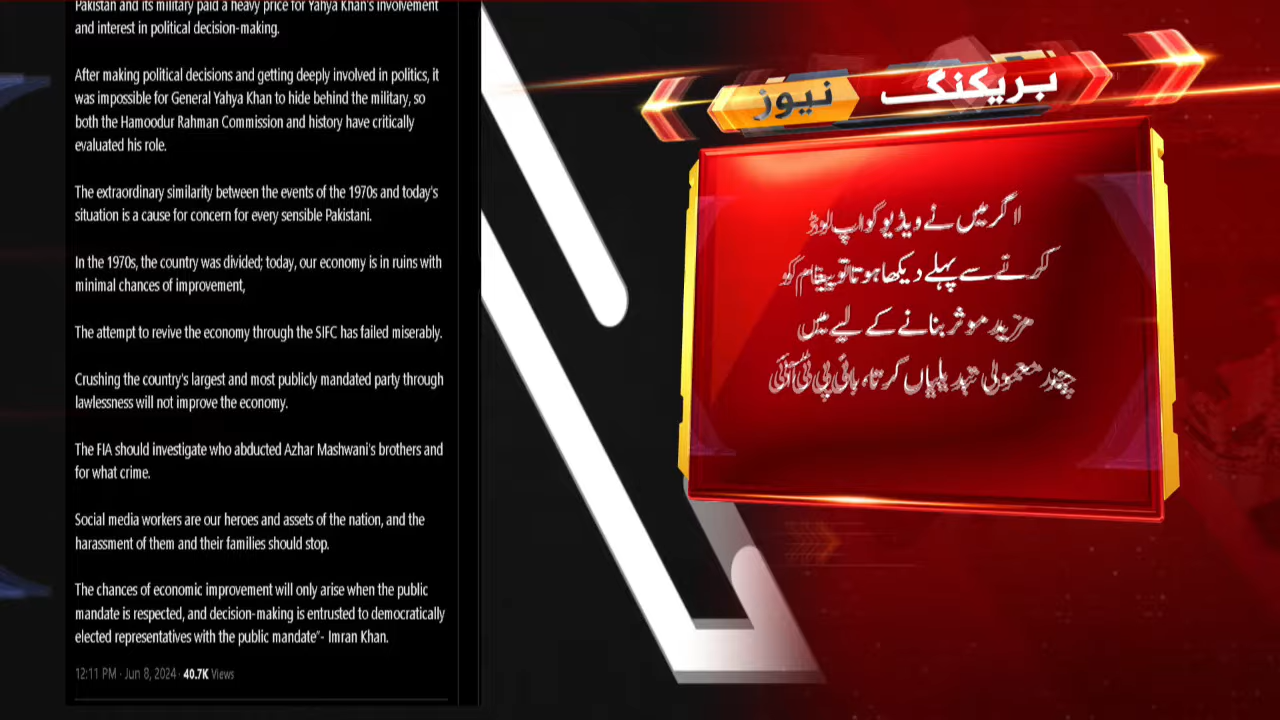 Pakistan and its military paid a heavy price for Yahya Khan's involvement
and interest in political decision-making.
After making political decisions and getting deeply involved in politics, it
was impossible for General Yahya Khan to hide behind the military, so
both the Hamoodur Rahman Commission and history have critically
evaluated his role.
The extraordinary similarity between the events of the 1970s and today's
situation is a cause for concern for every sensible Pakistani.
In the 1970s, the country was divided; today, our economy is in ruins with
minimal chances of improvement,
The attempt to revive the economy through the SIFC has failed miserably.
Crushing the country's largest and most publicly mandated party through
lawlessness will not improve the economy.
The FIA should investigate who abducted Azhar Mashwani's brothers and
for what crime.
Social media workers are our heroes and assets of the nation, and the
harassment of them and their families should stop.
The chances of economic improvement will only arise when the public
mandate is respected, and decision-making is entrusted to democratically
elected representatives with the public mandate"- Imran Khan.
12:11 PM · Jun 8, 2024 · 40.7K Views
بریکنگ نیوز
اگر میں نے ویڈیو کو اپ لوڈ
کرنے سے پہلے دیکھا ہوتا تو پیغام کو
مزید موثر بنانے کے لیے میں
چند معمولی تبدیلیاں کرتا، بانی پی ٹی آئی